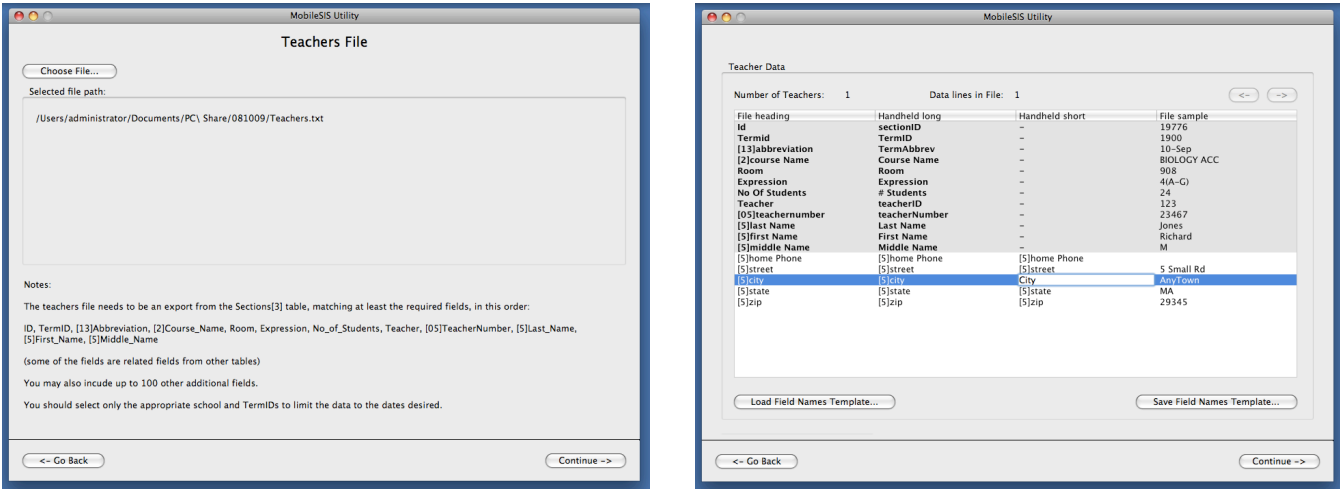 MobileSIS Utility
Teachers File
Choose File...
Selected file path:
/Users/administrator/Documents/PC\ Share/081009/Teachers.txt
Notes:
The teachers file needs to be an export from the Sections[3] table, matching at least the required fields, in this order:
ID, TermID, [13]Abbreviation, [2]Course_Name, Room, Expression, No_of_Students, Teacher, [05]TeacherNumber, [5]Last_Name,
[5]First_Name, [5]Middle_Name
(some of the fields are related fields from other tables)
You may also incude up to 100 other additional fields.
You should select only the appropriate school and TermIDs to limit the data to the dates desired.
<- Go Back Continue ->
MobileSIS Utility
Teacher Data
Number of Teachers: 1 Data lines in File: 1 <- ->
File heading Handheld long Handheld short File sample
Id sectionID - 19776
Termid TermID - 1900
[13]abbreviation TermAbbrev - 10-Sep
[2]course Name Course Name - BIOLOGY ACC
Room Room - 908
Expression Expression - 4(A-G)
No Of Students # Students - 24
Teacher teacherID - 123
[05]teachernumber teacherNumber - 23467
[5]last Name Last Name - Jones
[5]first Name First Name - Richard
[5]middle Name Middle Name - M
[5]home Phone [5]home Phone [5]home Phone
[5]street [5]street [5]street 5 Small Rd
[5]city [5]city City AnyTown
[5]state [5]state [5]state MA
[5]zip [5]zip [5]zip 29345
Load Field Names Template... Save Field Names Template...
<- Go Back Continue ->